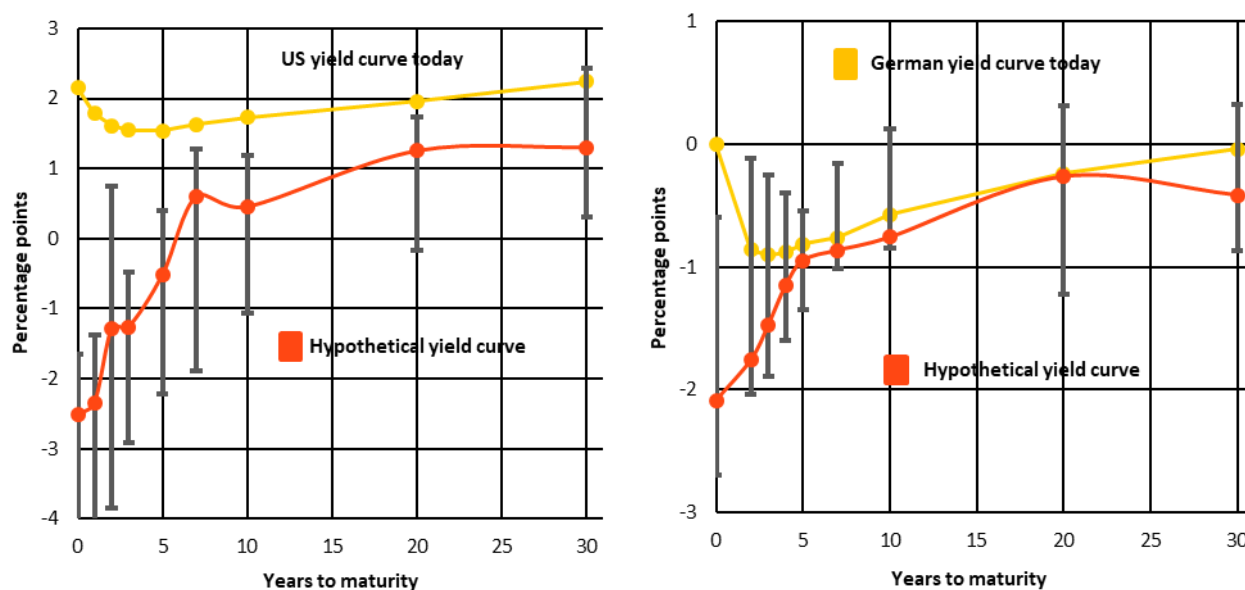 3
2
1
0
-1
-2
-3
-4
Percentage points
US yield curve today
Hypothetical yield curve
0 5 10 15 20 25 30
Years to maturity
1
0
-1
-2
-3
Percentage points
German yield curve today
Hypothetical yield curve
0 5 10 15 20 25 30
Years to maturity